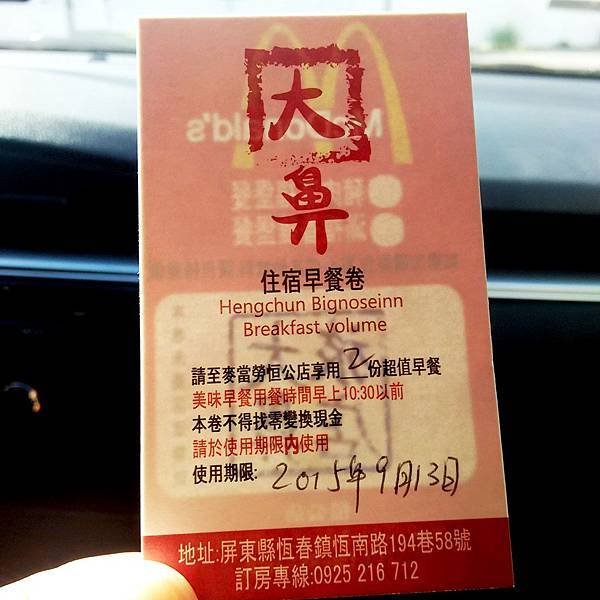 大
鼻
住宿早餐卷
Hengchun Bignoseinn
Breakfast volume
請至麥當勞恒公店享用2份超值早餐
美味早餐用餐時間早上10:30以前
本卷不得找零變換現金
請於使用期限內使用
使用期限: 2015年9月13日
地址:屏東縣恆春鎮恆南路194巷58號
訂房專線:0925 216 712
McDonald's